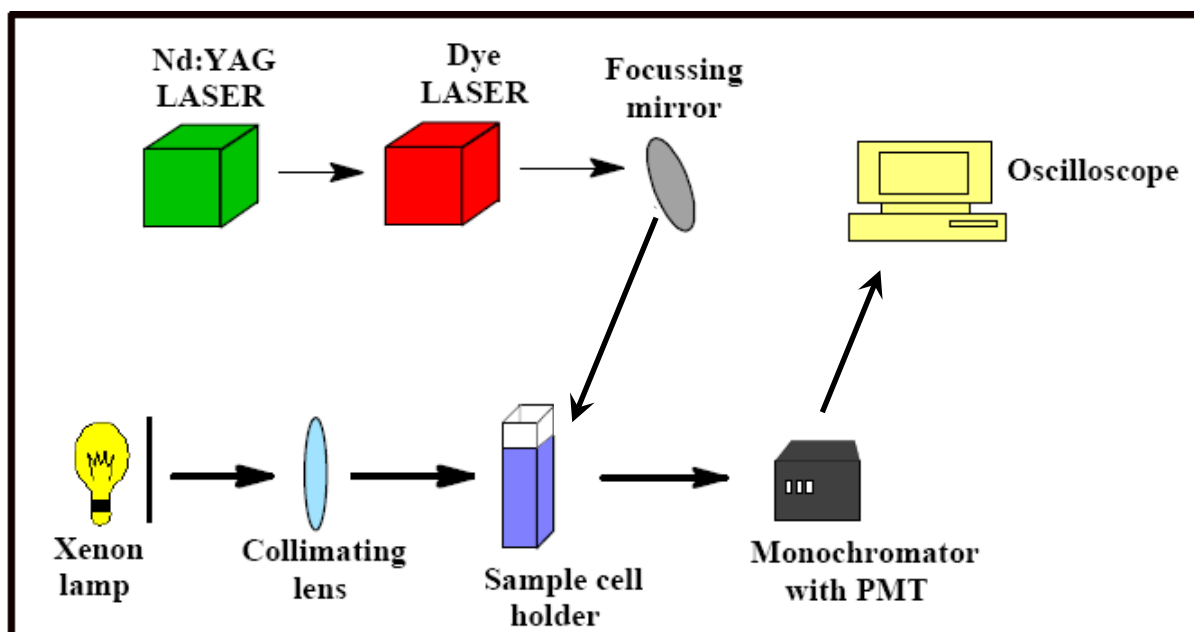 Nd:YAG
LASER
Dye
LASER
Focussing
mirror
Oscilloscope
Xenon
lamp
Collimating
lens
Sample cell
holder
Monochromator
with PMT